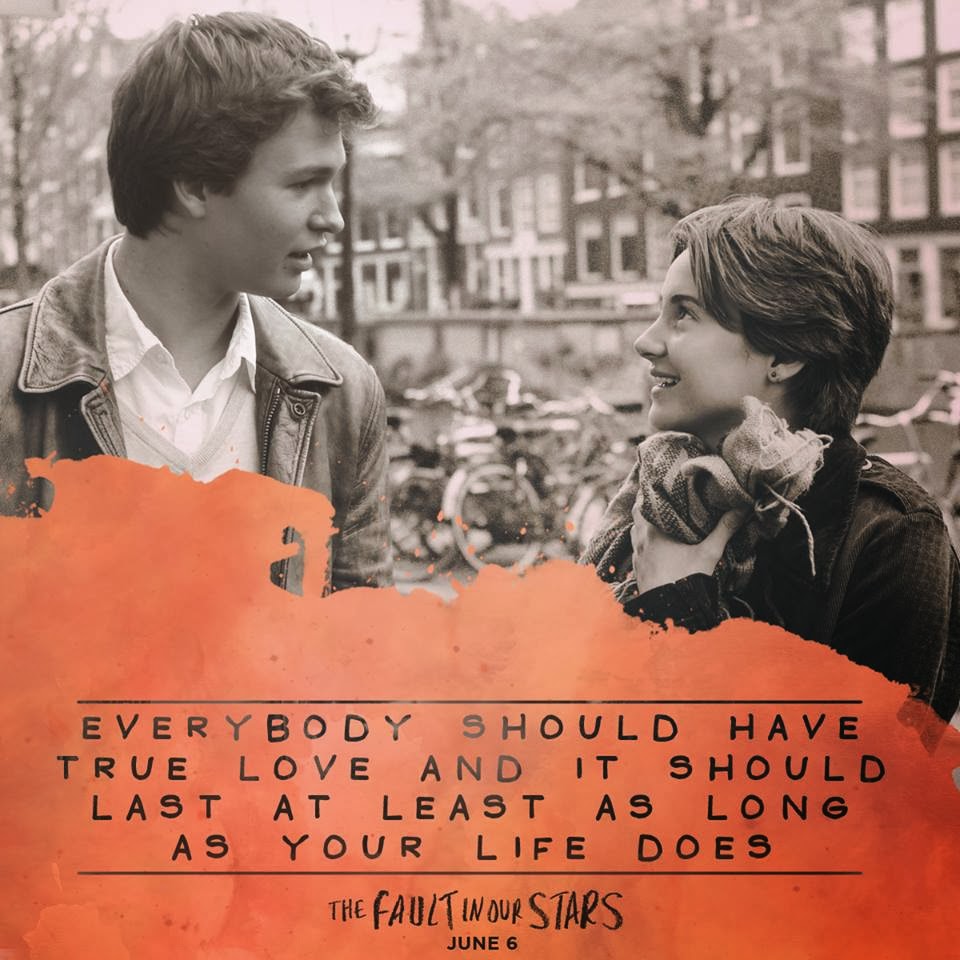 EVERYBODY SHOULD HAVE
TRUE LOVE AND IT SHOULD
LAST AT LEAST AS LONG
AS YOUR LIFE DOES
THE FAULT IN OUR STARS
JUNE 6